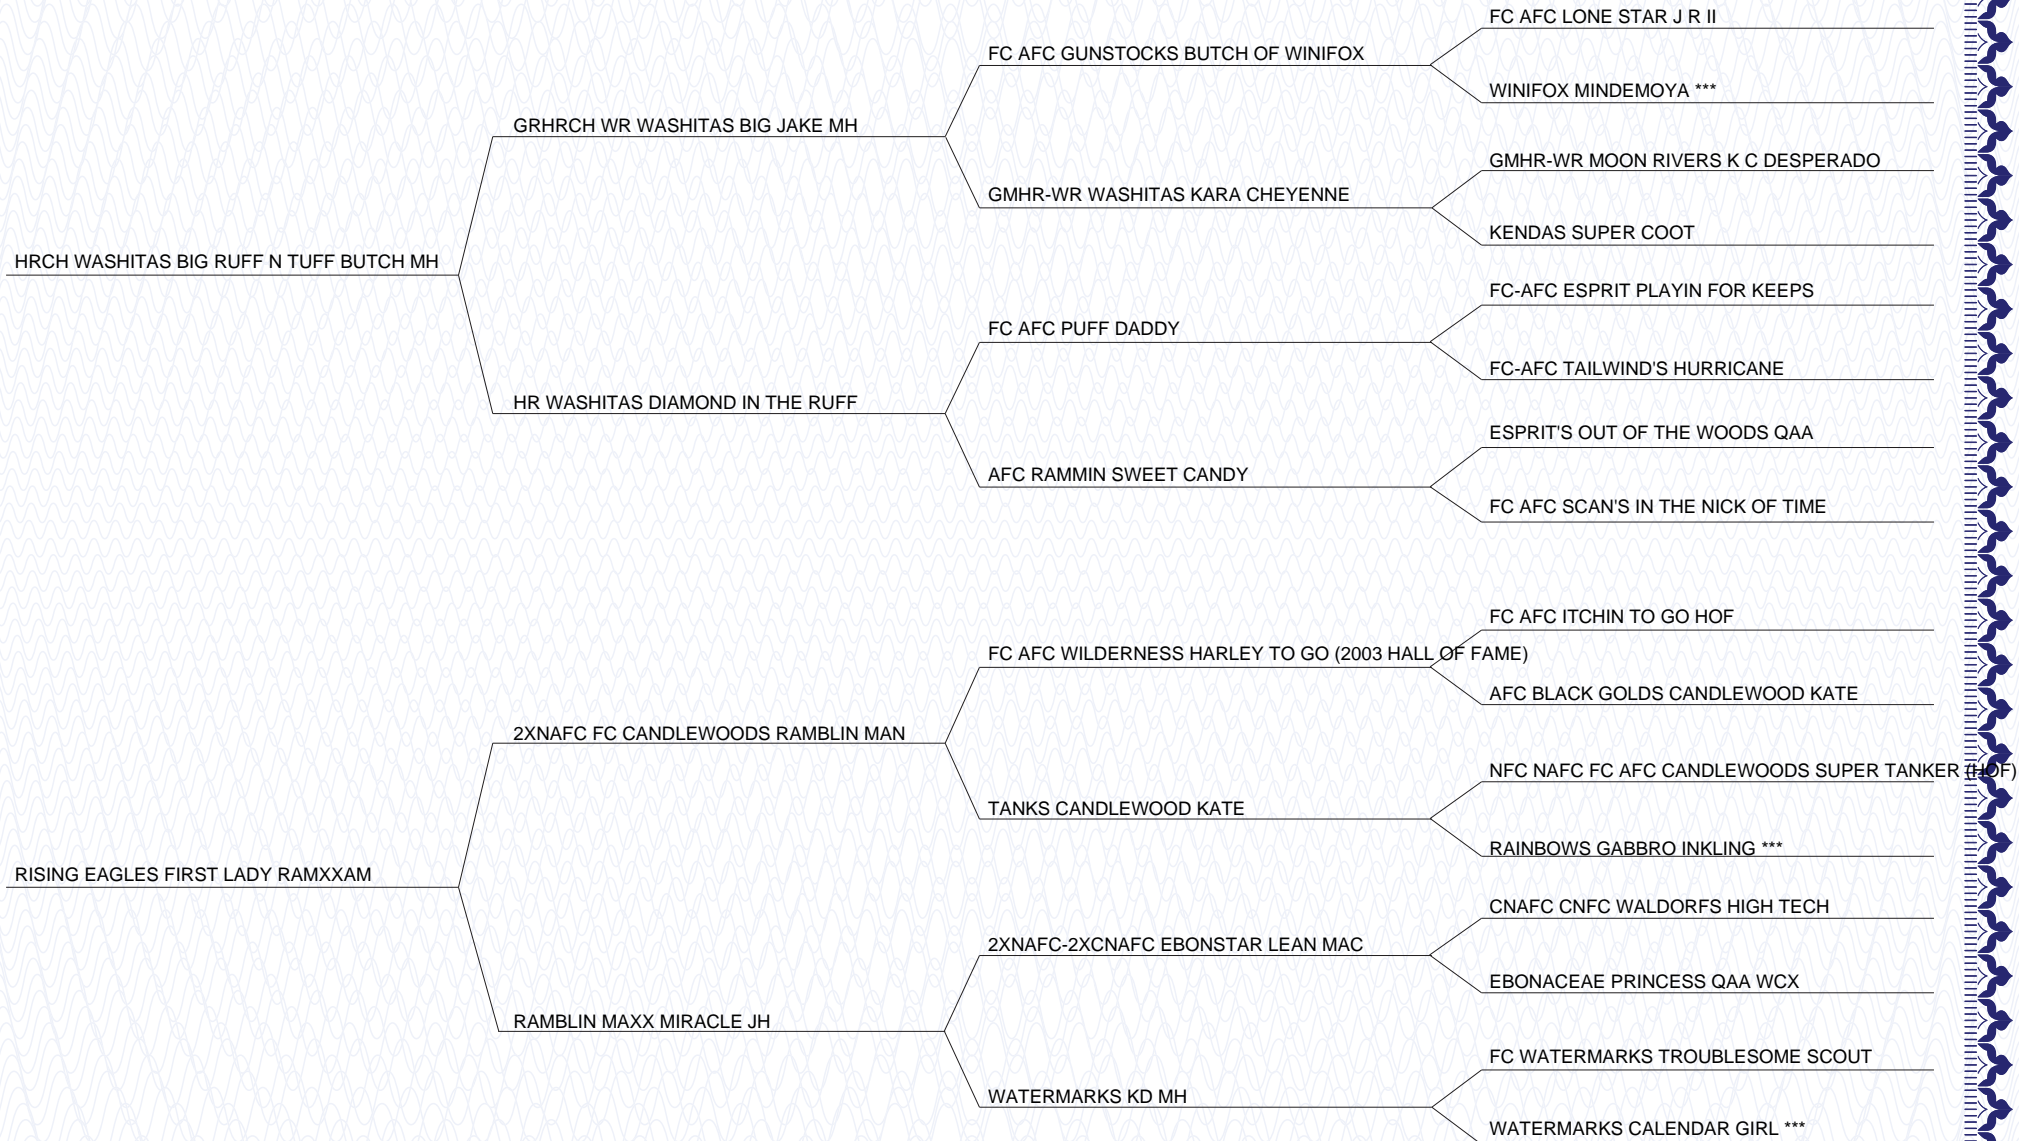 FC AFC LONE STAR J R II
FC AFC GUNSTOCKS BUTCH OF WINIFOX
WINIFOX MINDEMOYA ***
GRHRCH WR WASHITAS BIG JAKE MH
GMHR-WR MOON RIVERS K C DESPERADO
GMHR-WR WASHITAS KARA CHEYENNE
KENDAS SUPER COOT
HRCH WASHITAS BIG RUFF N TUFF BUTCH MH
FC-AFC ESPRIT PLAYIN FOR KEEPS
FC AFC PUFF DADDY
FC-AFC TAILWIND'S HURRICANE
HR WASHITAS DIAMOND IN THE RUFF
ESPRIT'S OUT OF THE WOODS QAA
AFC RAMMIN SWEET CANDY
FC AFC SCAN'S IN THE NICK OF TIME
FC AFC ITCHIN TO GO HOF
FC AFC WILDERNESS HARLEY TO GO (2003 HALL OF FAME)
AFC BLACK GOLDS CANDLEWOOD KATE
2XNAFC FC CANDLEWOODS RAMBLIN MAN
NFC NAFC FC AFC CANDLEWOODS SUPER TANKER (HOF)
TANKS CANDLEWOOD KATE
RAINBOWS GABBRO INKLING ***
RISING EAGLES FIRST LADY RAMXXAM
CNAFC CNFC WALDORFS HIGH TECH
2XNAFC-2XCNAFC EBONSTAR LEAN MAC
EBONACEAE PRINCESS QAA WCX
RAMBLIN MAXX MIRACLE JH
FC WATERMARKS TROUBLESOME SCOUT
WATERMARKS KD MH
WATERMARKS CALENDAR GIRL ***